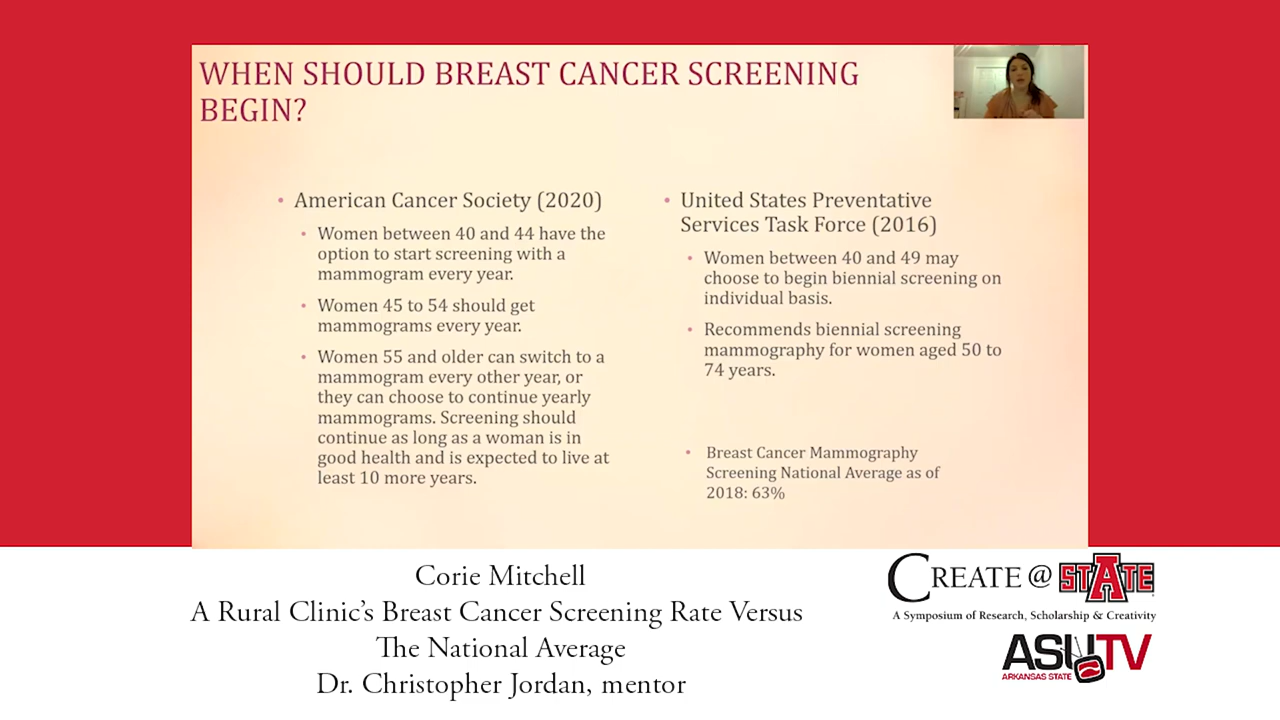 WHEN SHOULD BREAST CANCER SCREENING
BEGIN?
• American Cancer Society (2020)
• Women between 40 and 44 have the
option to start screening with a
mammogram every year.
• Women 45 to 54 should get
mammograms every year.
• Women 55 and older can switch to a
mammogram every other year, or
they can choose to continue yearly
mammograms. Screening should
continue as long as a woman is in
good health and is expected to live at
least 10 more years.
• United States Preventative
Services Task Force (2016)
• Women between 40 and 49 may
choose to begin biennial screening on
individual basis.
• Recommends biennial screening
mammography for women aged 50 to
74 years.
• Breast Cancer Mammography
Screening National Average as of
2018: 63%
Corie Mitchell
A Rural Clinic’s Breast Cancer Screening Rate Versus
The National Average
Dr. Christopher Jordan, mentor
CREATE @ STATE
A Symposium of Research, Scholarship & Creativity
ASUTV
ARKANSAS STATE